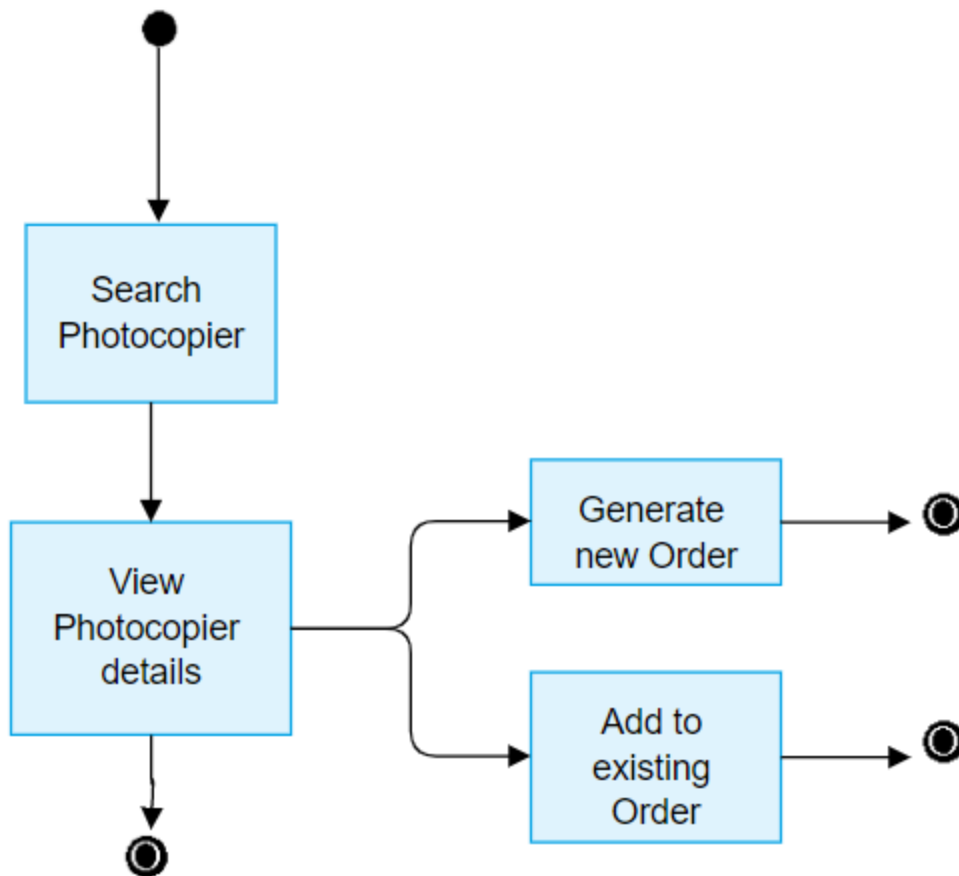 Search
Photocopier
View
Photocopier
details
Generate
new Order
Add to
existing
Order